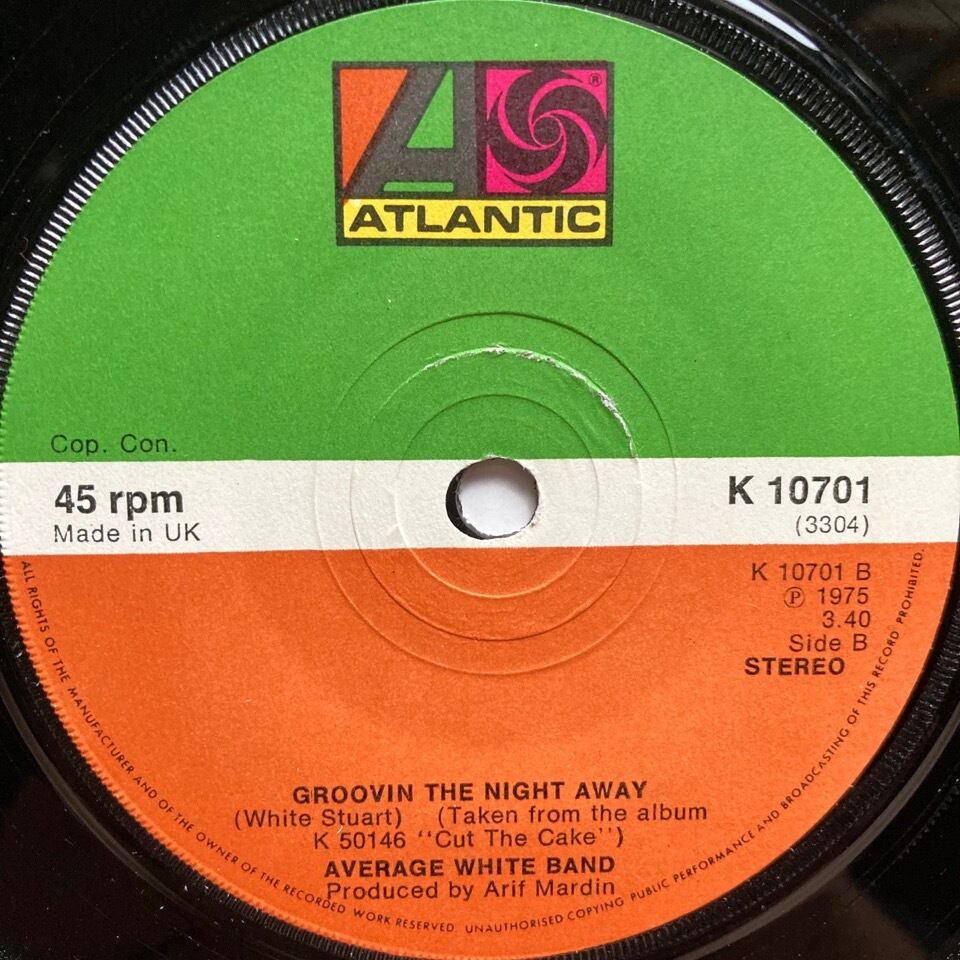 A
®
ATLANTIC
Cop. Con.
45 rpm
Made in UK
K 10701
(3304)
K 10701 B
℗ 1975
3.40
Side B
STEREO
GROOVIN THE NIGHT AWAY
(White Stuart) (Taken from the album
K 50146 "Cut The Cake")
AVERAGE WHITE BAND
Produced by Arif Mardin
ALL RIGHTS OF THE MANUFACTURER AND OF THE OWNER OF THE RECORDED WORK RESERVED. UNAUTHORISED COPYING PUBLIC PERFORMANCE AND BROADCASTING OF THIS RECORD PROHIBITED.